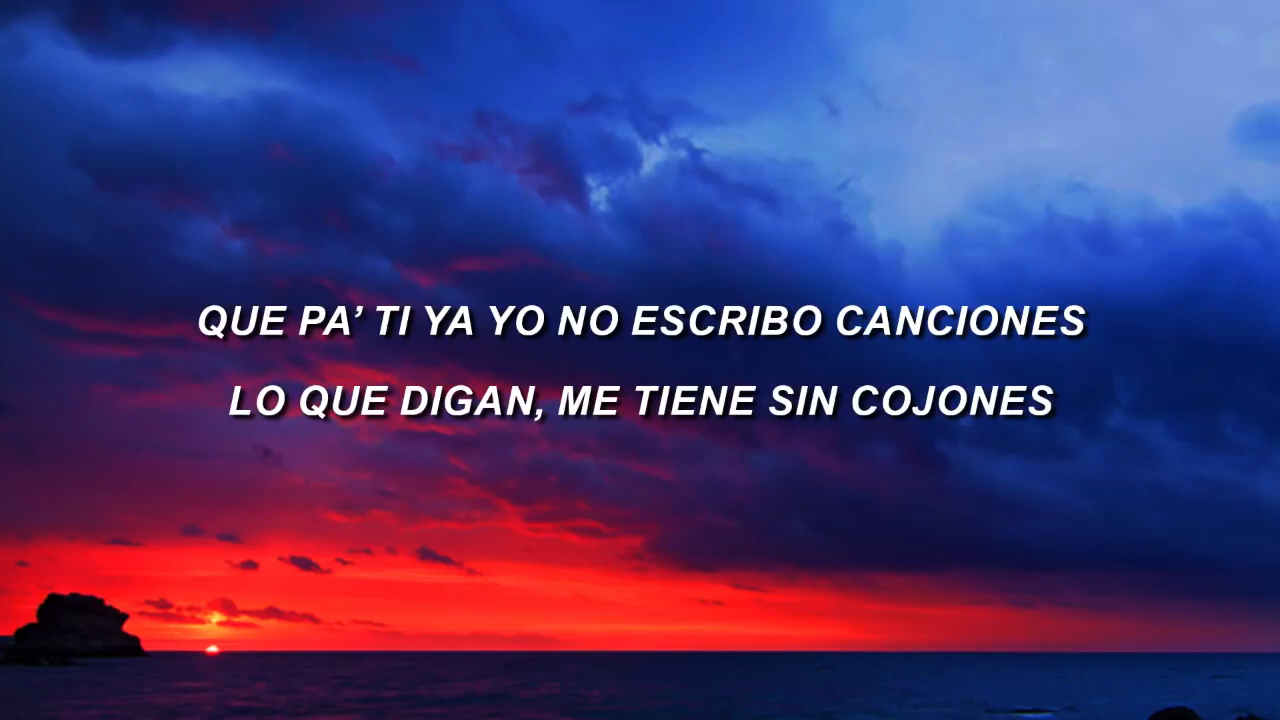 QUE PA’ TI YA YO NO ESCRIBO CANCIONES
LO QUE DIGAN, ME TIENE SIN COJONES